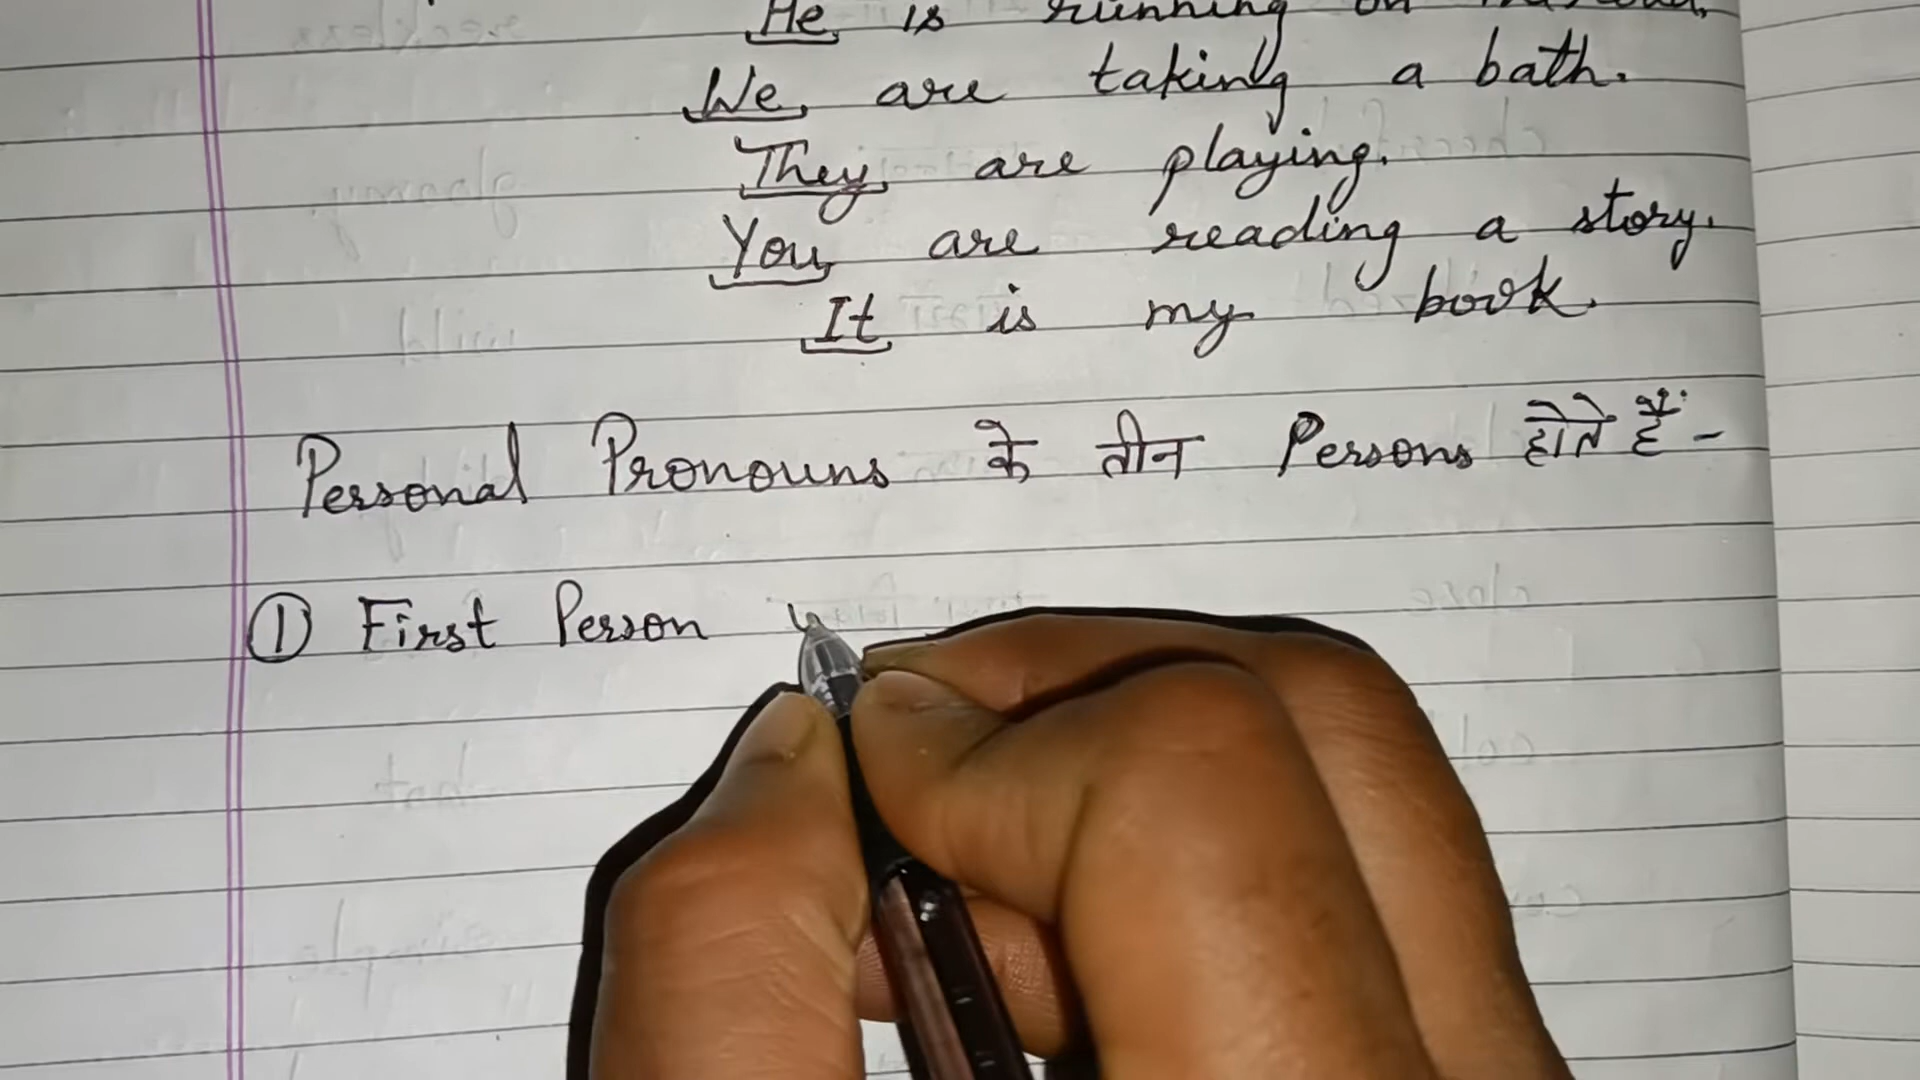 He is running on
We are taking a bath.
They are playing.
You are reading a story.
It is my book.
Personal Pronouns के तीन Persons होते हैं -
① First Person